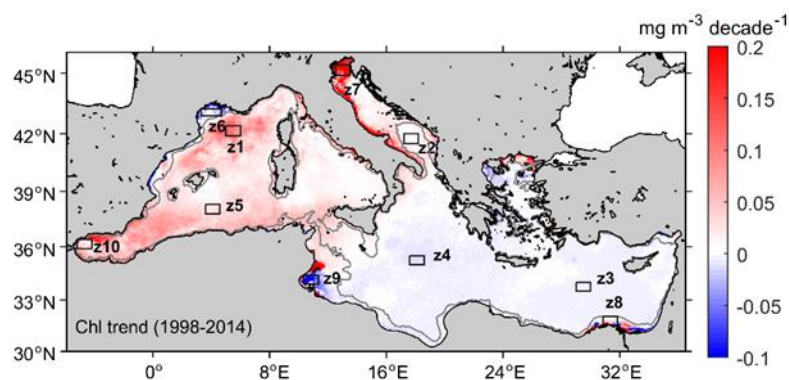 mg m⁻³ decade⁻¹
0.2
0.15
0.1
0.05
0
-0.05
-0.1
45°N
42°N
39°N
36°N
33°N
30°N
0°
8°E
16°E
24°E
32°E
z7
z6
z1
z2
z5
z10
z4
z9
z3
z8
Chl trend (1998-2014)